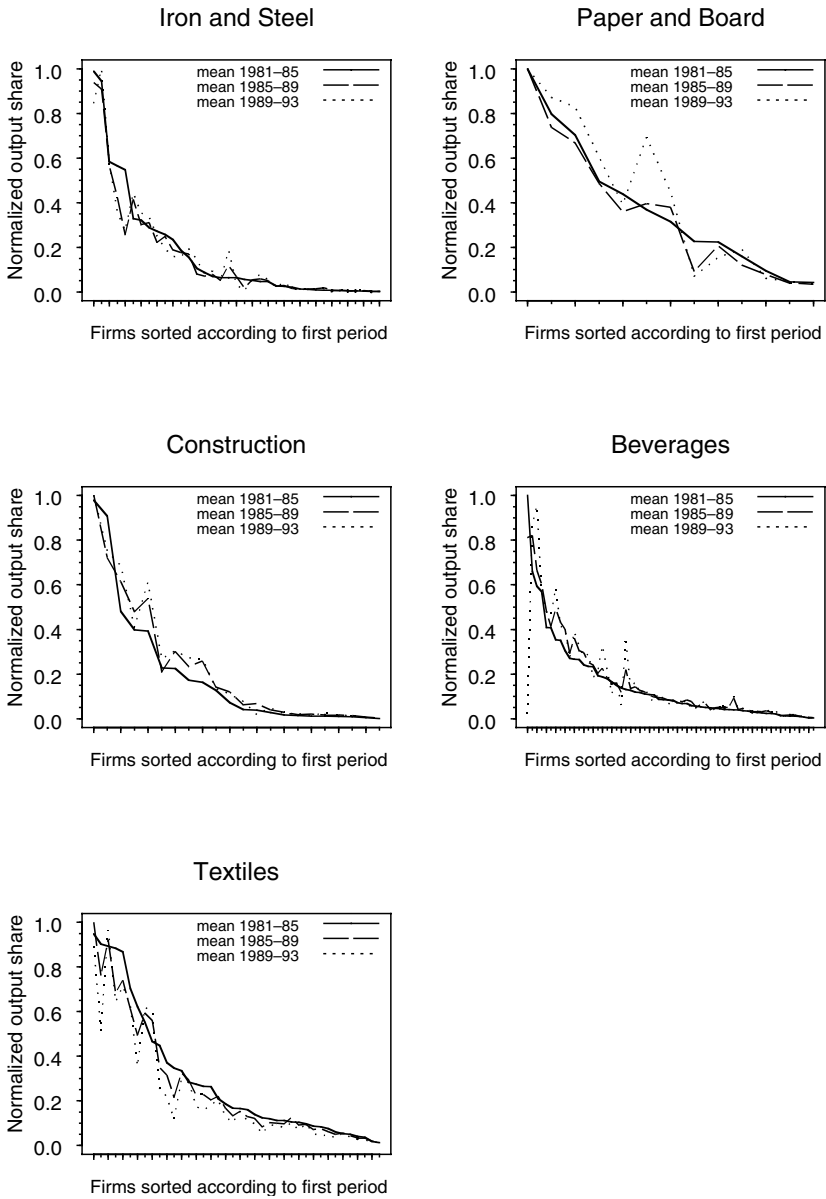 Iron and Steel
Normalized output share
1.0
0.8
0.6
0.4
0.2
0.0
mean 1981–85
mean 1985–89
mean 1989–93
Firms sorted according to first period
Paper and Board
Normalized output share
1.0
0.8
0.6
0.4
0.2
0.0
mean 1981–85
mean 1985–89
mean 1989–93
Firms sorted according to first period
Construction
Normalized output share
1.0
0.8
0.6
0.4
0.2
0.0
mean 1981–85
mean 1985–89
mean 1989–93
Firms sorted according to first period
Beverages
Normalized output share
1.0
0.8
0.6
0.4
0.2
0.0
mean 1981–85
mean 1985–89
mean 1989–93
Firms sorted according to first period
Textiles
Normalized output share
1.0
0.8
0.6
0.4
0.2
0.0
mean 1981–85
mean 1985–89
mean 1989–93
Firms sorted according to first period